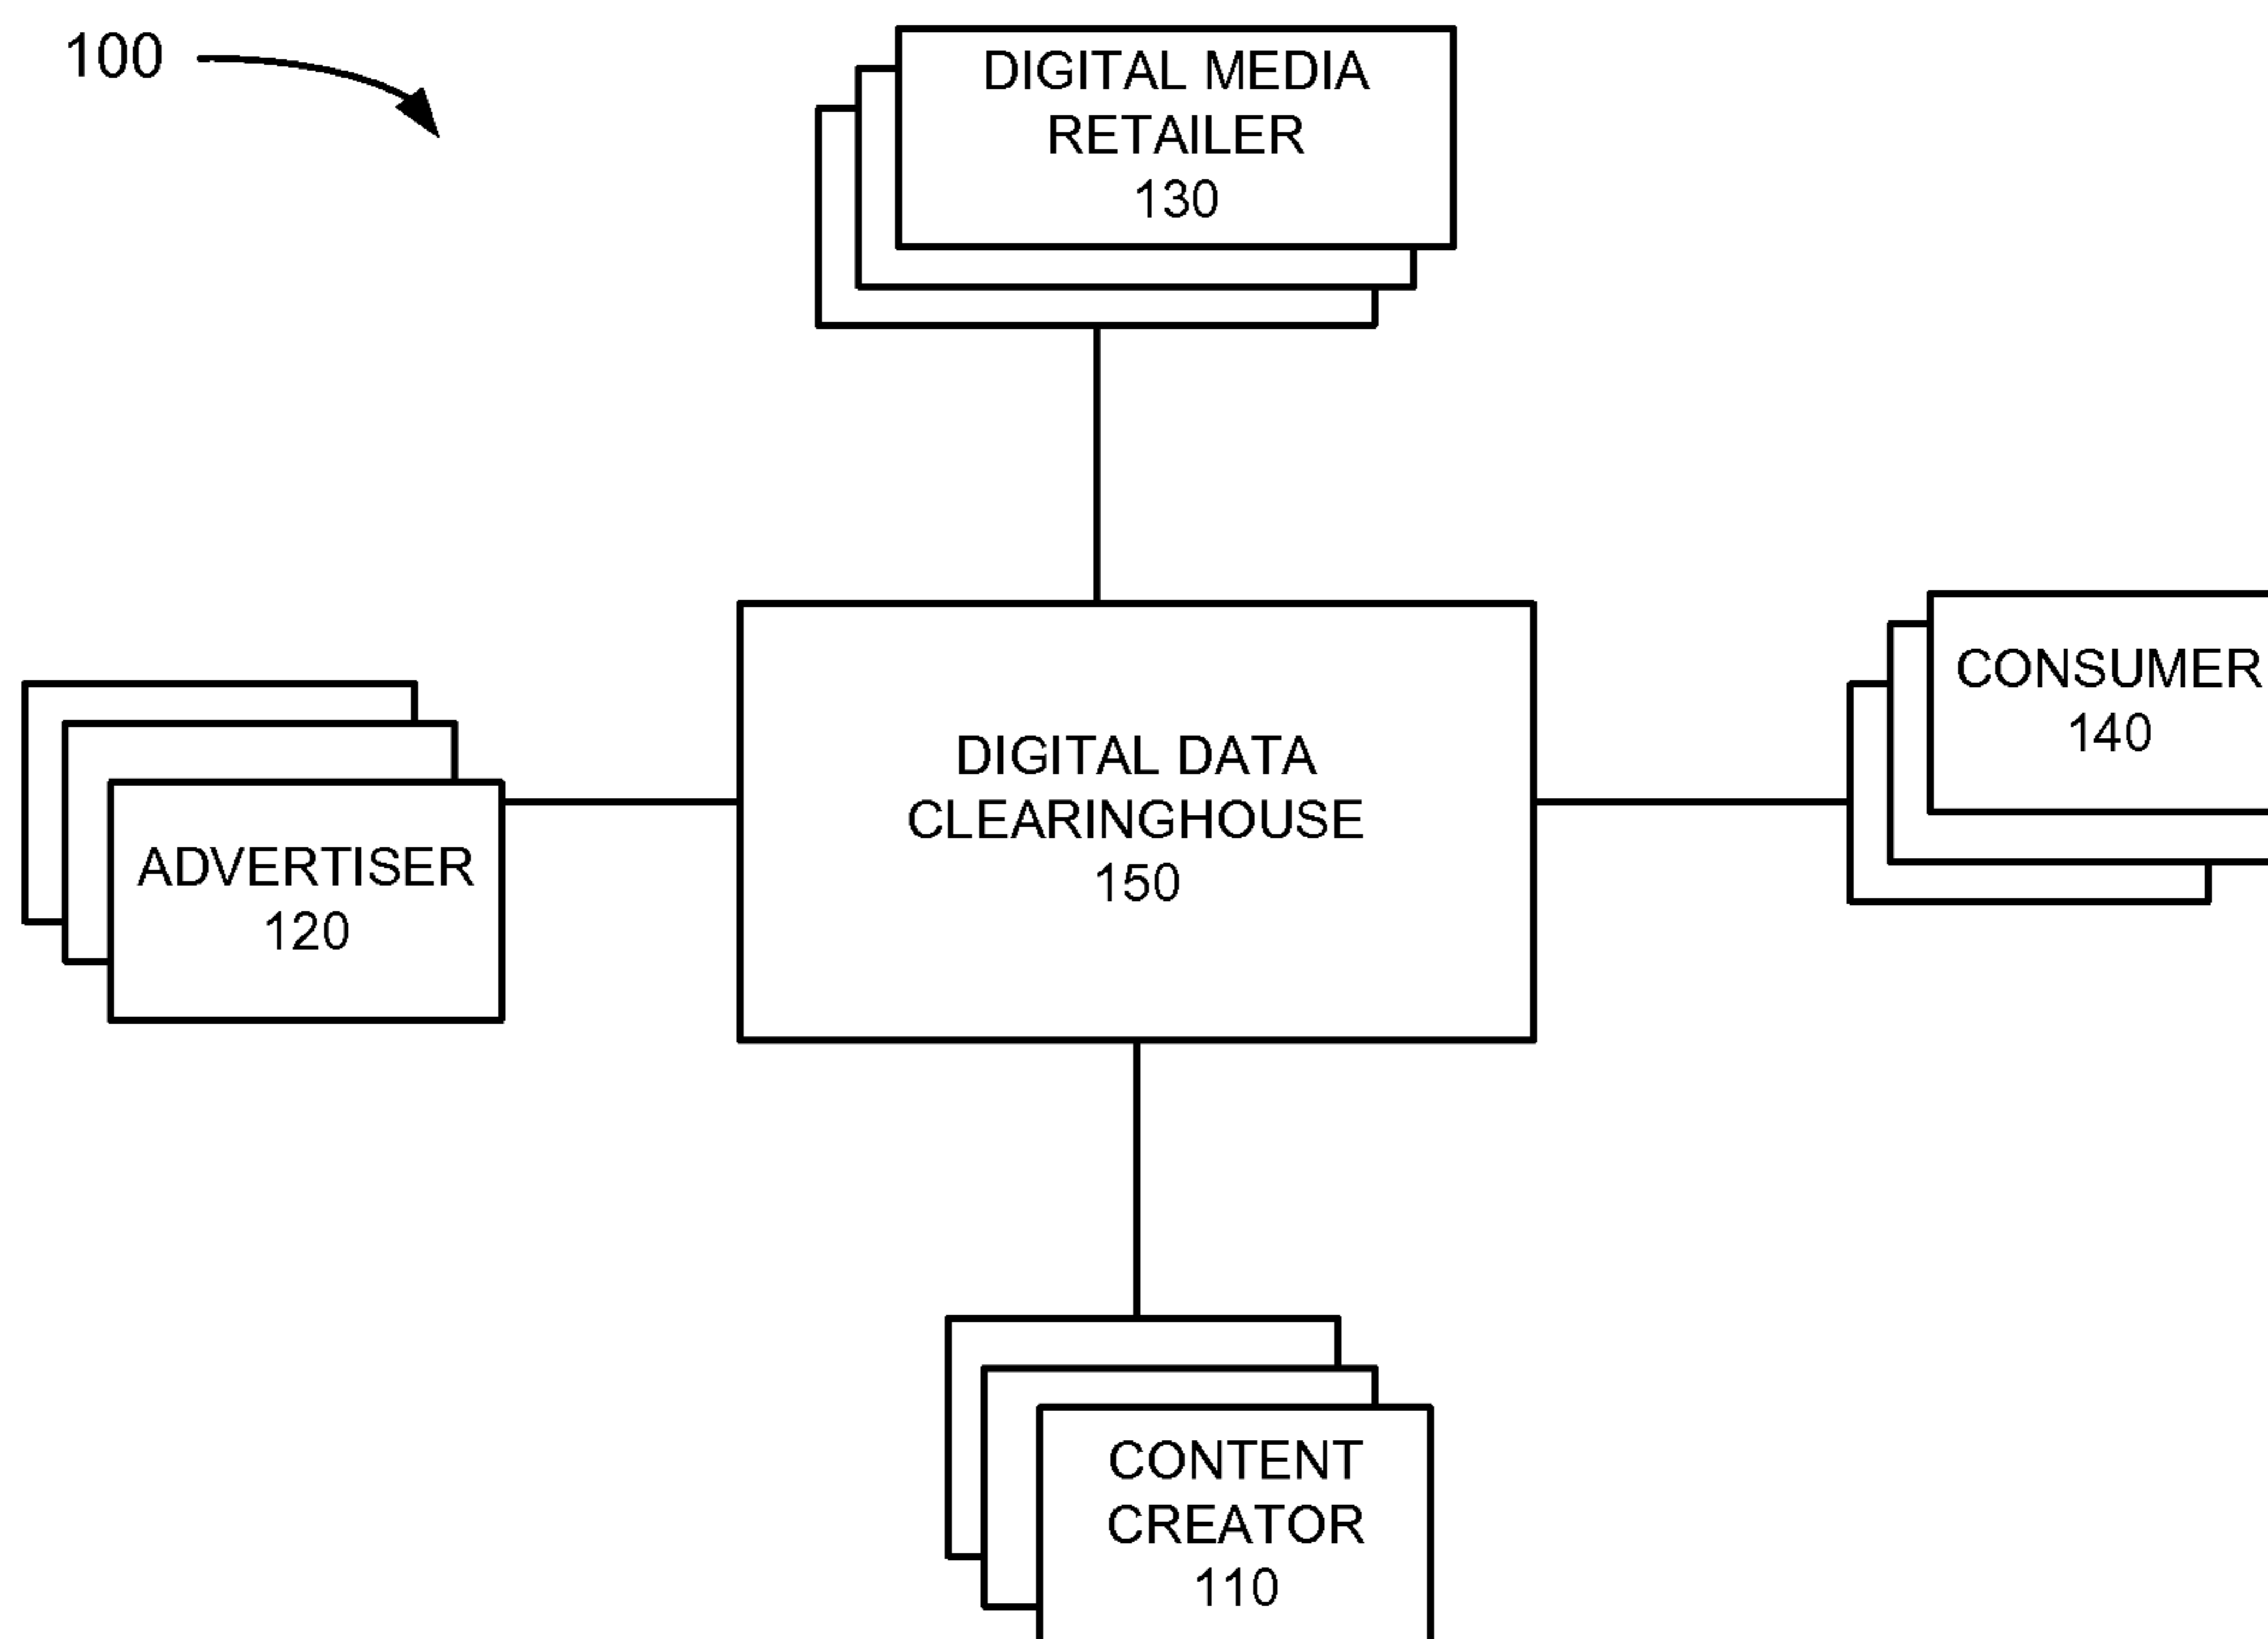 100
DIGITAL MEDIA
RETAILER
130
CONSUMER
140
DIGITAL DATA
CLEARINGHOUSE
150
ADVERTISER
120
CONTENT
CREATOR
110